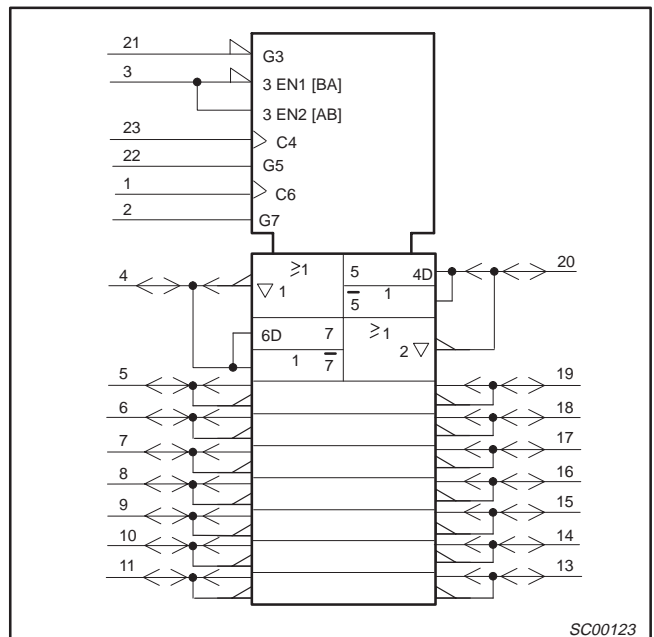 21 G3
3 3 EN1 [BA]
3 EN2 [AB]
23 C4
22 G5
1 C6
2 G7
4 ≥1 5 4D 20
▽ 1 5̅ 1
6D 7 ≥1
1 7̅ 2 ▽
5 19
6 18
7 17
8 16
9 15
10 14
11 13
SC00123